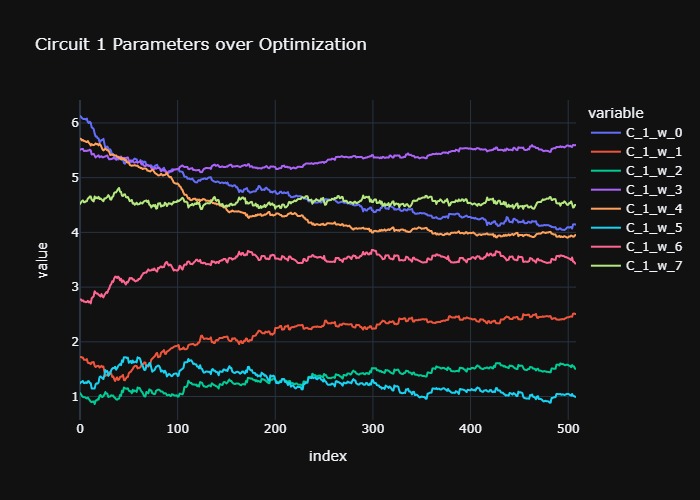 Circuit 1 Parameters over Optimization
variable
C_1_w_0
C_1_w_1
C_1_w_2
C_1_w_3
C_1_w_4
C_1_w_5
C_1_w_6
C_1_w_7
value
6
5
4
3
2
1
0 100 200 300 400 500
index